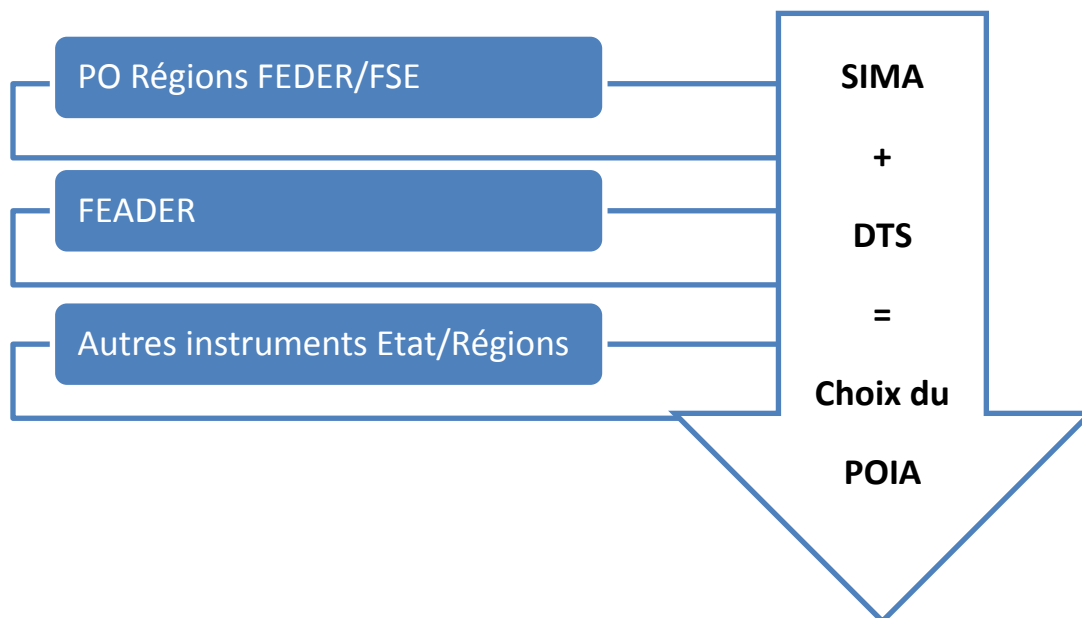 PO Régions FEDER/FSE
FEADER
Autres instruments Etat/Régions
SIMA
+
DTS
=
Choix du
POIA